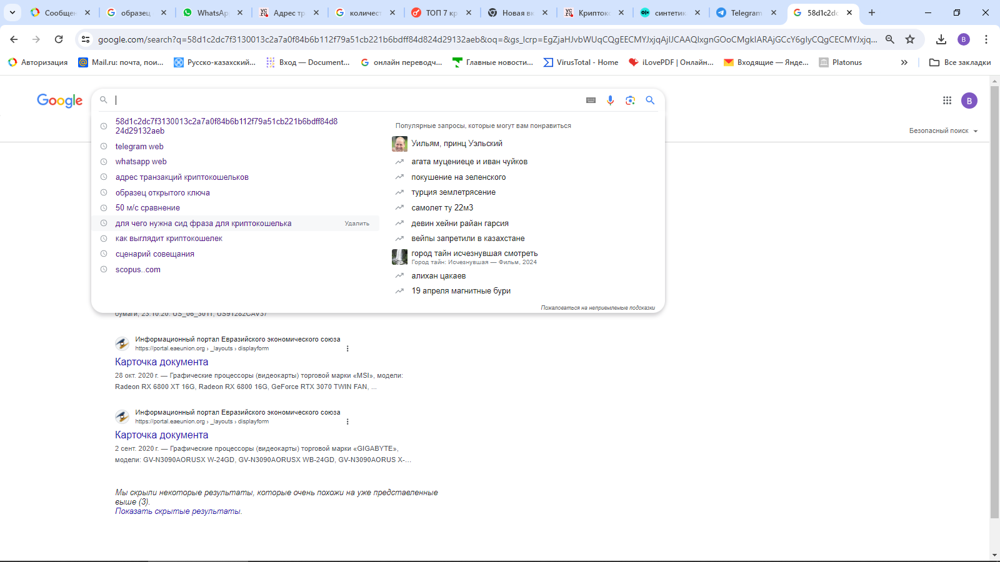 Сообщен
образец
WhatsApp
Адрес тр
количест
ТОП 7 кр
Новая вк
Криптоко
синтетик
Telegram
58d1c2dc
google.com/search?q=58d1c2dc7f3130013c2a7a0f84b6b112f79a51cb221b6bdff84d824d29132aeb&oq=&gs_lcrp=EgZjaHJvbWUqCQgEECMYJxjqAjIJCAAQIxgnGOoCMgkIARAjGCcY6gIyCQgCECMYJxjq...
B
Авторизация
Mail.ru: почта, пои...
Русско-казахский...
Вход — Document...
онлайн переводч...
Главные новости...
VirusTotal - Home
iLovePDF | Онлайн...
Входящие — Янде...
Platonus
Все закладки
Google
B
Безопасный поиск
58d1c2dc7f3130013c2a7a0f84b6b112f79a51cb221b6bdff84d8
24d29132aeb
telegram web
whatsapp web
адрес транзакций криптокошельков
образец открытого ключа
50 м/с сравнение
для чего нужна сид фраза для криптокошелька
Удалить
как выглядит криптокошелек
сценарий совещания
scopus..com
Популярные запросы, которые могут вам понравиться
Уильям, принц Уэльский
агата муцениеце и иван чуйков
покушение на зеленского
турция землетрясение
самолет ту 22м3
девин хейни райан гарсия
вейпы запретили в казахстане
город тайн исчезнувшая смотреть
Город тайн: Исчезнувшая — Фильм, 2024
алихан цакаев
19 апреля магнитные бури
Пожаловаться на неприемлемые подсказки
бумаги, 23.10.20. US_06_3011, US91282CAV37
Информационный портал Евразийского экономического союза
https://portal.eaeunion.org › _layouts › displayform
Карточка документа
28 окт. 2020 г. — Графические процессоры (видеокарты) торговой марки «MSI», модели:
Radeon RX 6800 XT 16G, Radeon RX 6800 16G, GeForce RTX 3070 TWIN FAN, ...
Информационный портал Евразийского экономического союза
https://portal.eaeunion.org › _layouts › displayform
Карточка документа
2 сент. 2020 г. — Графические процессоры (видеокарты) торговой марки «GIGABYTE»,
модели: GV-N3090AORUSX W-24GD, GV-N3090AORUSX WB-24GD, GV-N3090AORUS X-...
Мы скрыли некоторые результаты, которые очень похожи на уже представленные
выше (3).
Показать скрытые результаты.